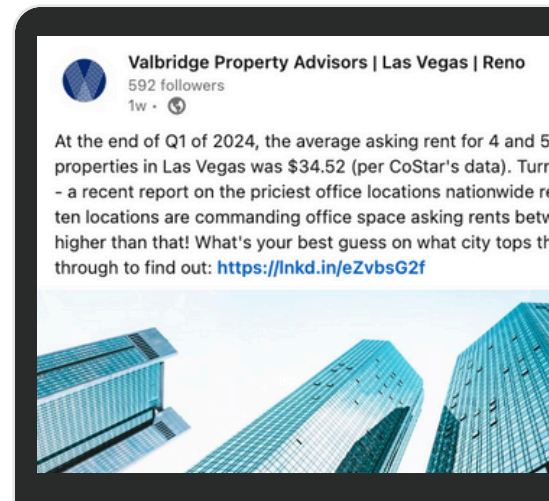 Valbridge Property Advisors | Las Vegas | Reno
592 followers
1w •
At the end of Q1 of 2024, the average asking rent for 4 and 5
properties in Las Vegas was $34.52 (per CoStar's data). Turn
- a recent report on the priciest office locations nationwide re
ten locations are commanding office space asking rents betw
higher than that! What's your best guess on what city tops th
through to find out: https://lnkd.in/eZvbsG2f